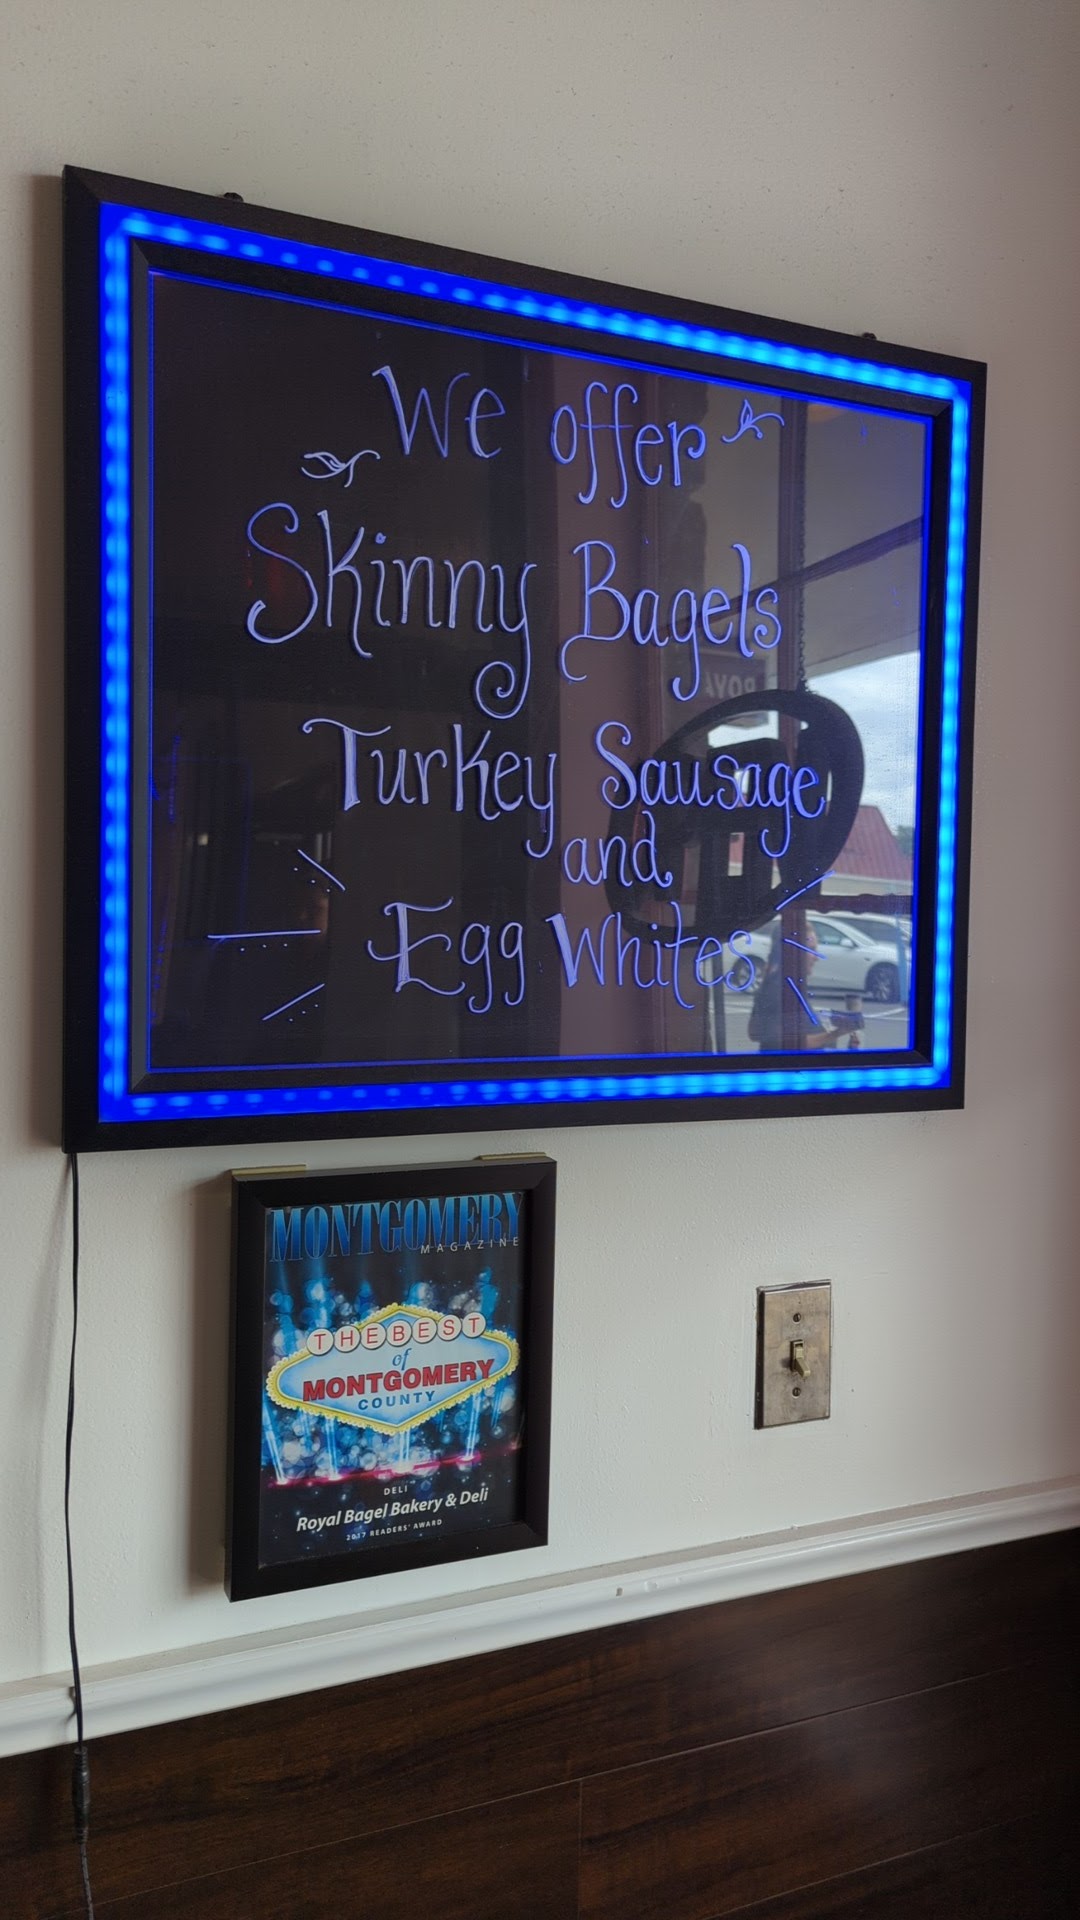 We offer
Skinny Bagels
Turkey Sausage
and
Egg Whites
MONTGOMERY
MAGAZINE
THE BEST
of
MONTGOMERY
COUNTY
DELI
Royal Bagel Bakery & Deli
2017 READERS' AWARD